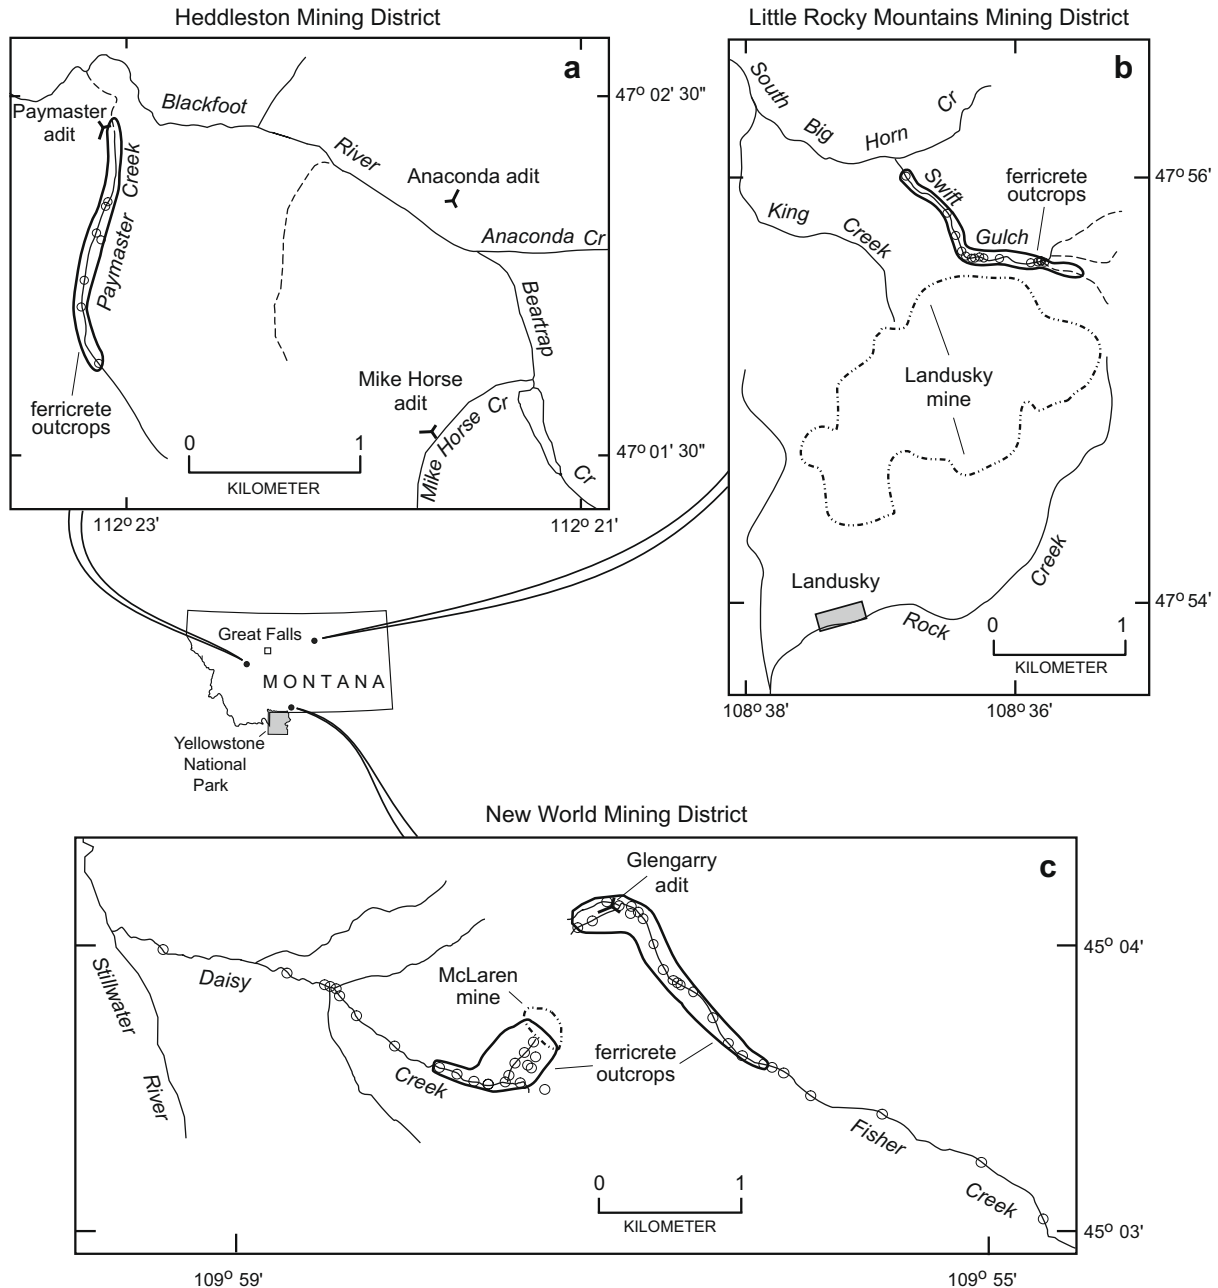 Heddleston Mining District
a
Blackfoot
River
Paymaster
adit
Paymaster Creek
Anaconda adit
Anaconda Cr
Beartrap
Cr
Mike Horse
adit
Mike Horse Cr
ferricrete
outcrops
0 1
KILOMETER
47° 02' 30"
47° 01' 30"
112° 23'
112° 21'
Little Rocky Mountains Mining District
b
South
Big
Horn
Cr
Swift
Gulch
ferricrete
outcrops
King
Creek
Landusky
mine
Landusky
Rock
Creek
0 1
KILOMETER
47° 56'
47° 54'
108° 38'
108° 36'
Great Falls
MONTANA
Yellowstone
National
Park
New World Mining District
c
Glengarry
adit
McLaren
mine
ferricrete
outcrops
Stillwater
River
Daisy
Creek
Fisher
Creek
0 1
KILOMETER
45° 04'
45° 03'
109° 59'
109° 55'